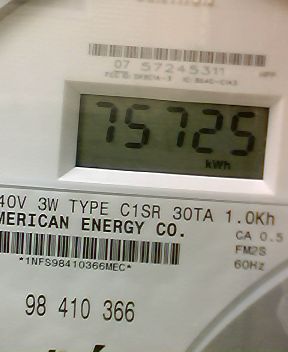 07 57245311
75725
kWh
40V 3W TYPE C1SR 30TA 1.0Kh
MERICAN ENERGY CO.
CA 0.5
FM2S
*1NFS98410366MEC*
60Hz
98 410 366